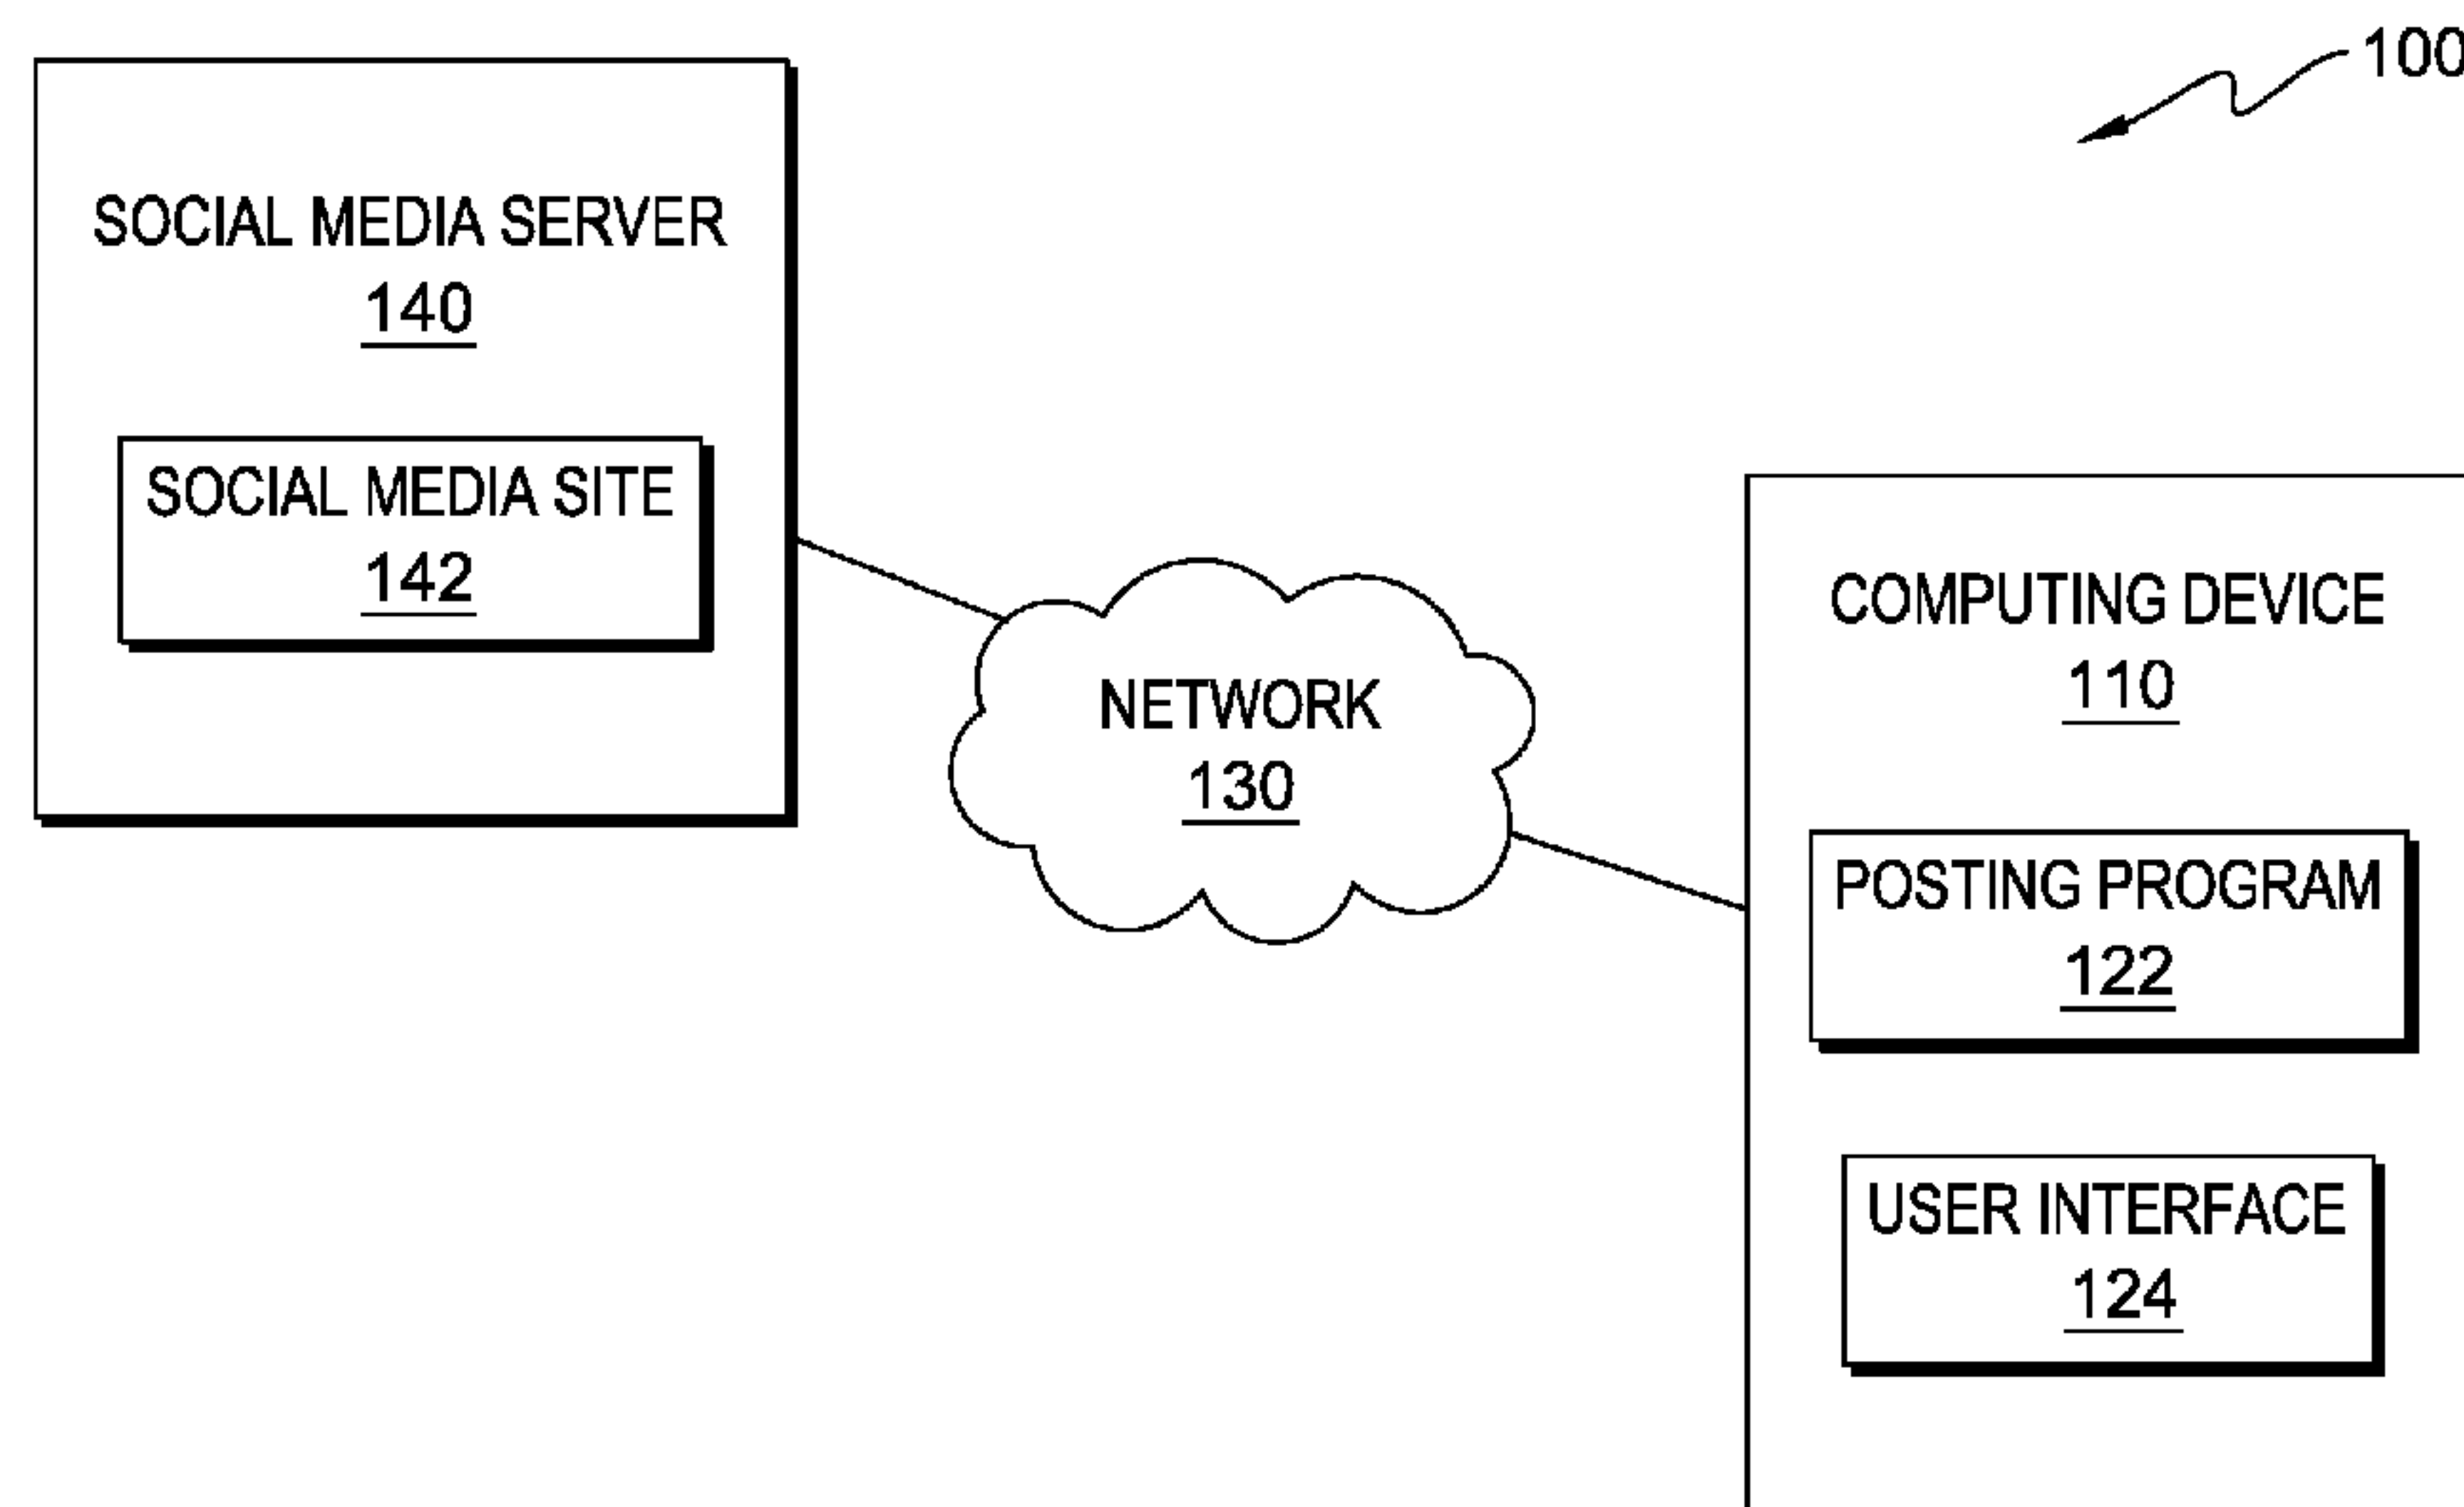 100
SOCIAL MEDIA SERVER
140
SOCIAL MEDIA SITE
142
NETWORK
130
COMPUTING DEVICE
110
POSTING PROGRAM
122
USER INTERFACE
124